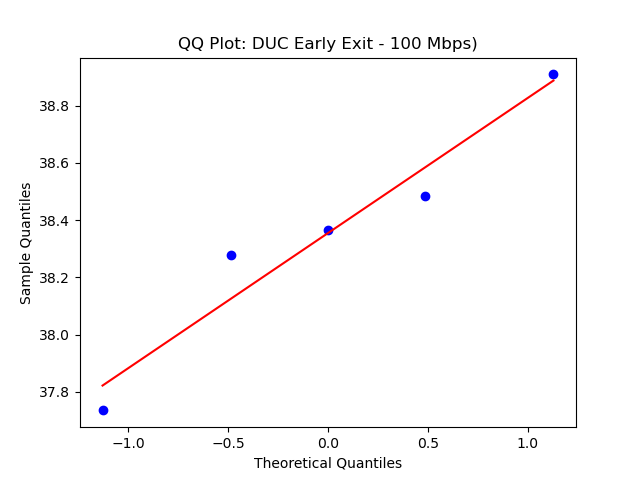 QQ Plot: DUC Early Exit - 100 Mbps)
38.8
38.6
38.4
38.2
38.0
37.8
Sample Quantiles
−1.0 −0.5 0.0 0.5 1.0
Theoretical Quantiles